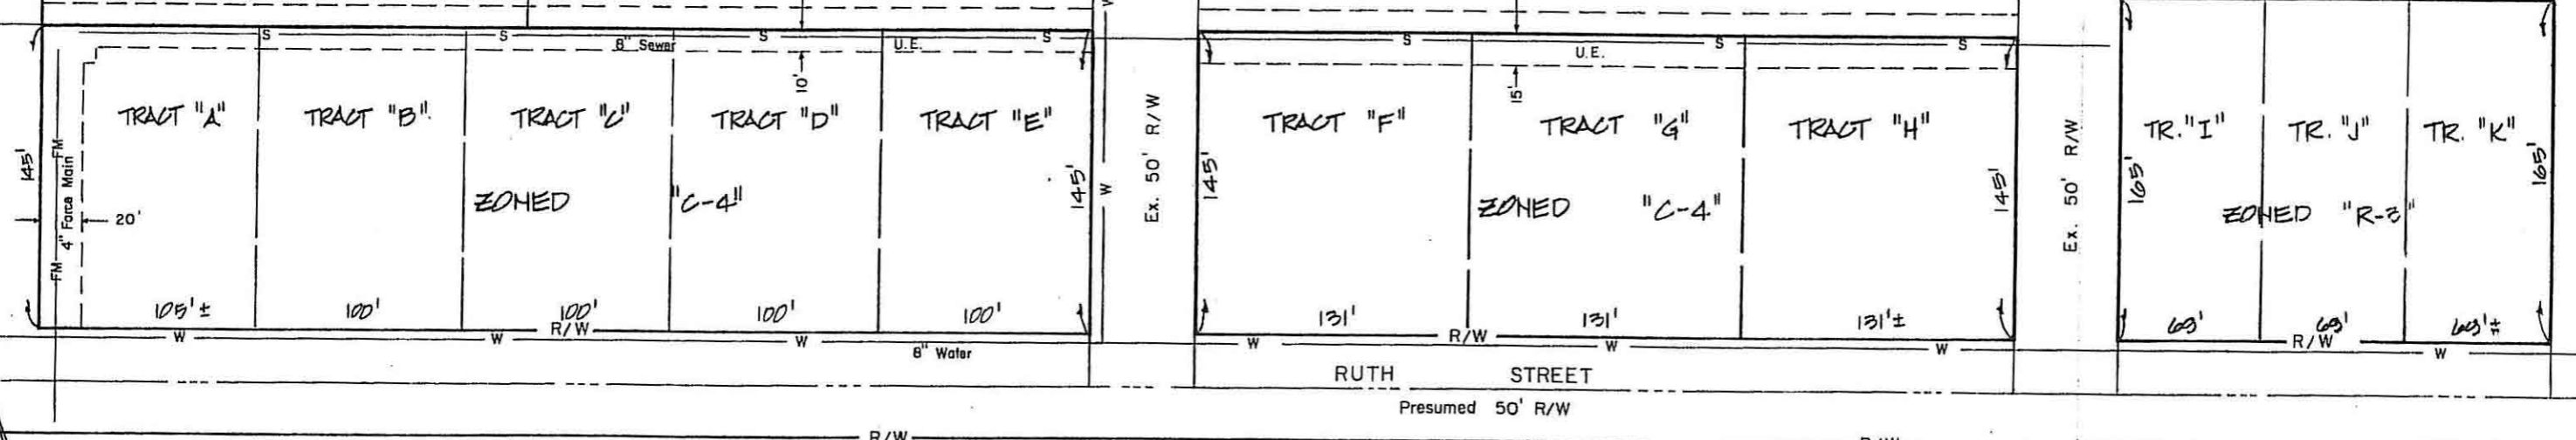 S S S S S S S
8" Sewer U.E. U.E.
10' 15'
TRACT "A" TRACT "B" TRACT "C" TRACT "D" TRACT "E" TRACT "F" TRACT "G" TRACT "H" TR. "I" TR. "J" TR. "K"
145' FM 4" Force Main FM 20' 145' W Ex. 50' R/W 145' 145' Ex. 50' R/W 165' 165'
ZONED "C-4" ZONED "C-4" ZONED "R-3"
105'± 100' 100' 100' 100' 131' 131' 131'± 69' 69' 69'±
R/W R/W R/W
W W W 8" Water W W W W
RUTH STREET
Presumed 50' R/W
R/W R/W